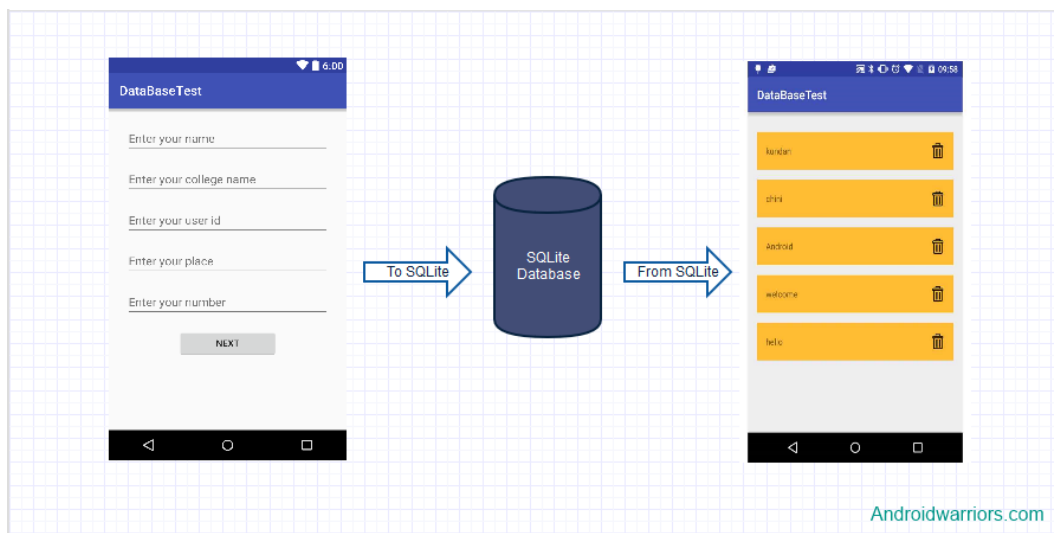 6:00
DataBaseTest
Enter your name
Enter your college name
Enter your user id
Enter your place
Enter your number
NEXT
To SQLite
SQLite
Database
From SQLite
09:58
DataBaseTest
kundan
shini
Android
welcome
hello
Androidwarriors.com